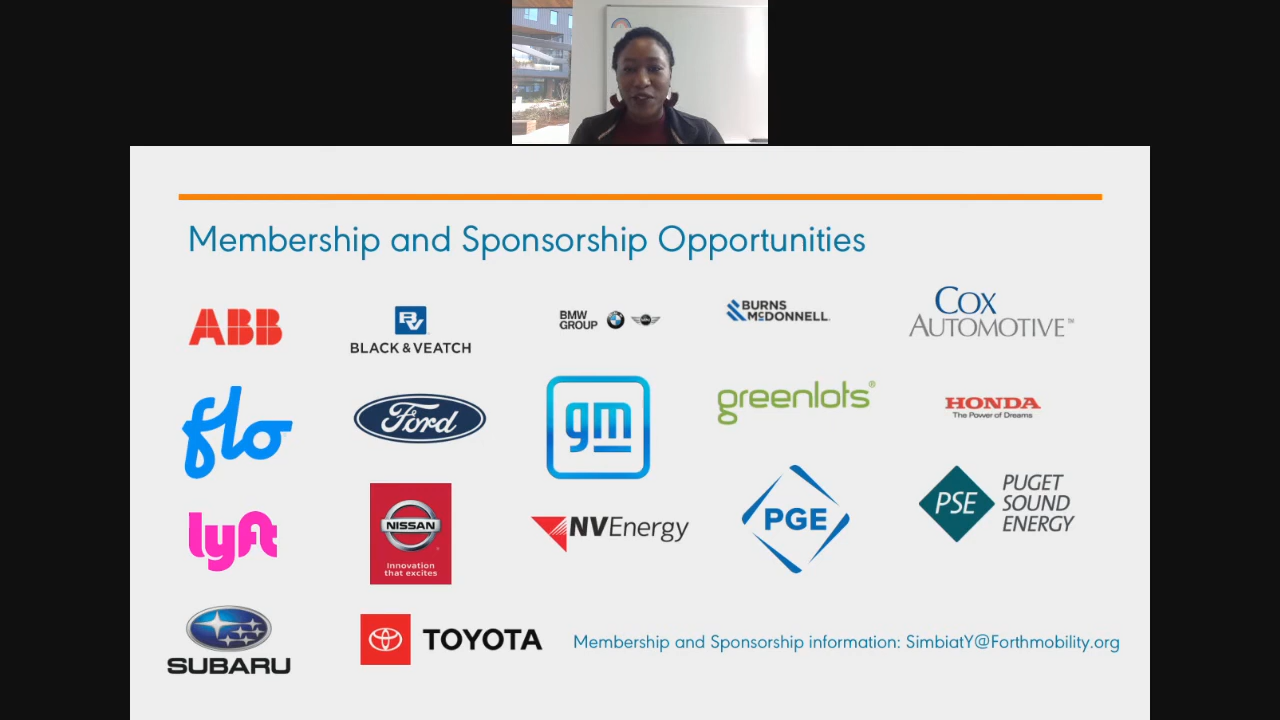 Membership and Sponsorship Opportunities
ABB
BV
BLACK & VEATCH
BMW
GROUP
BURNS
McDONNELL
COX
AUTOMOTIVE™
flo
Ford
gm
greenlots®
HONDA
The Power of Dreams
lyft
NISSAN
Innovation
that excites
NVEnergy
PGE
PSE
PUGET
SOUND
ENERGY
SUBARU
TOYOTA
Membership and Sponsorship information: SimbiatY@Forthmobility.org